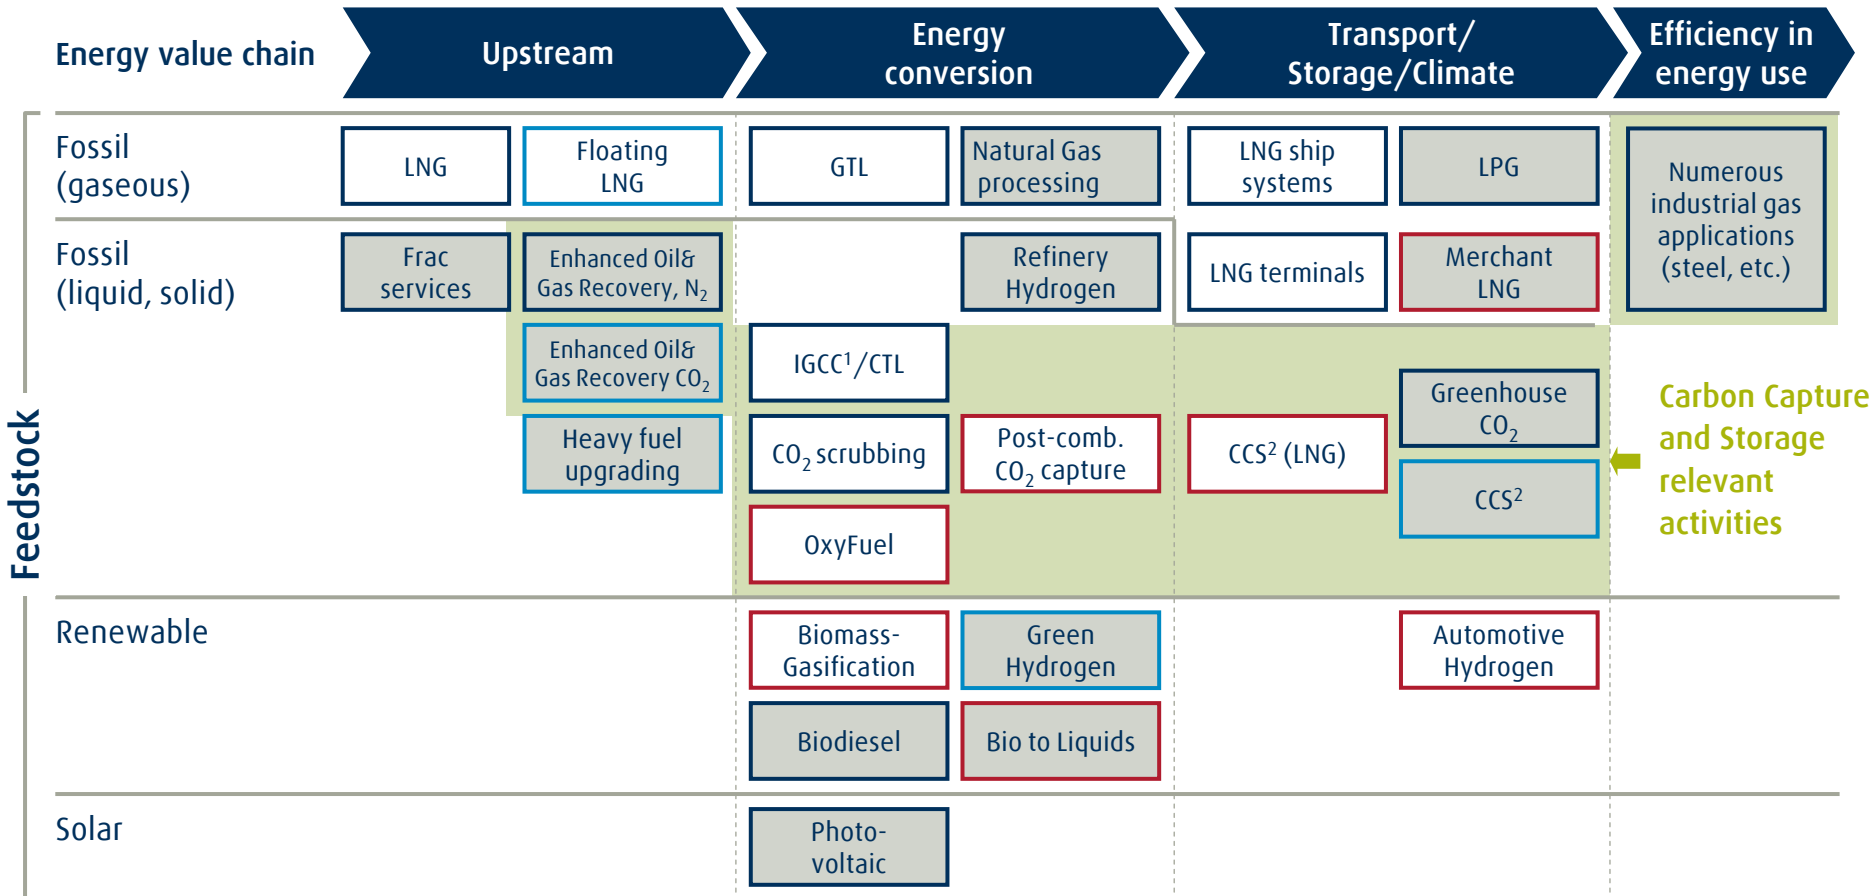 Energy value chain
Upstream
Energy
conversion
Transport/
Storage/Climate
Efficiency in
energy use
Feedstock
Fossil
(gaseous)
LNG
Floating
LNG
GTL
Natural Gas
processing
LNG ship
systems
LPG
Numerous
industrial gas
applications
(steel, etc.)
Fossil
(liquid, solid)
Frac
services
Enhanced Oil&
Gas Recovery, N₂
Refinery
Hydrogen
LNG terminals
Merchant
LNG
Enhanced Oil&
Gas Recovery CO₂
IGCC¹/CTL
Greenhouse
CO₂
Heavy fuel
upgrading
CO₂ scrubbing
Post-comb.
CO₂ capture
CCS² (LNG)
CCS²
OxyFuel
Carbon Capture
and Storage
relevant
activities
Renewable
Biomass-
Gasification
Green
Hydrogen
Automotive
Hydrogen
Biodiesel
Bio to Liquids
Solar
Photo-
voltaic